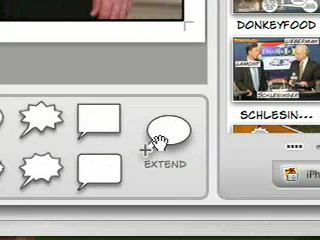 DONKEYFOOD
LIEBERMAN
LAMONT
SCHLESINGER
SCHLESIN...
EXTEND
iPh